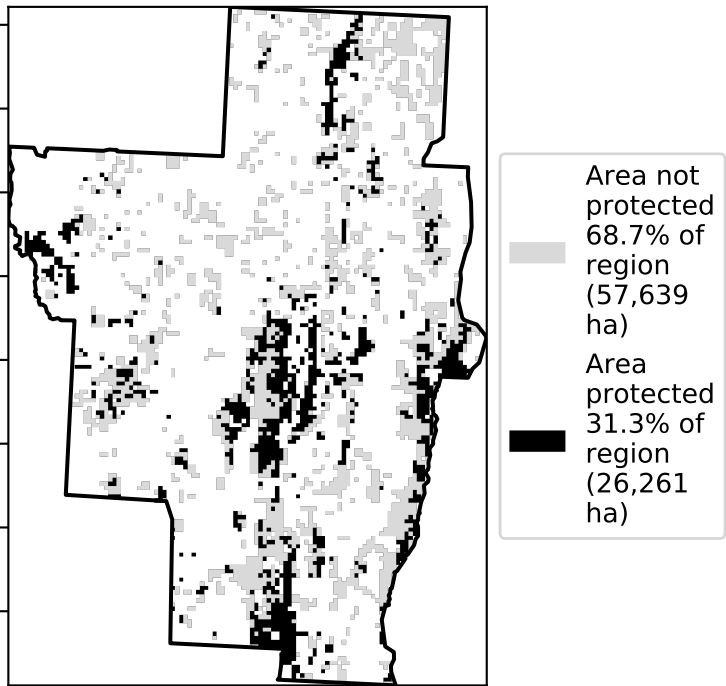 Area not
protected
68.7% of
region
(57,639
ha)
Area
protected
31.3% of
region
(26,261
ha)